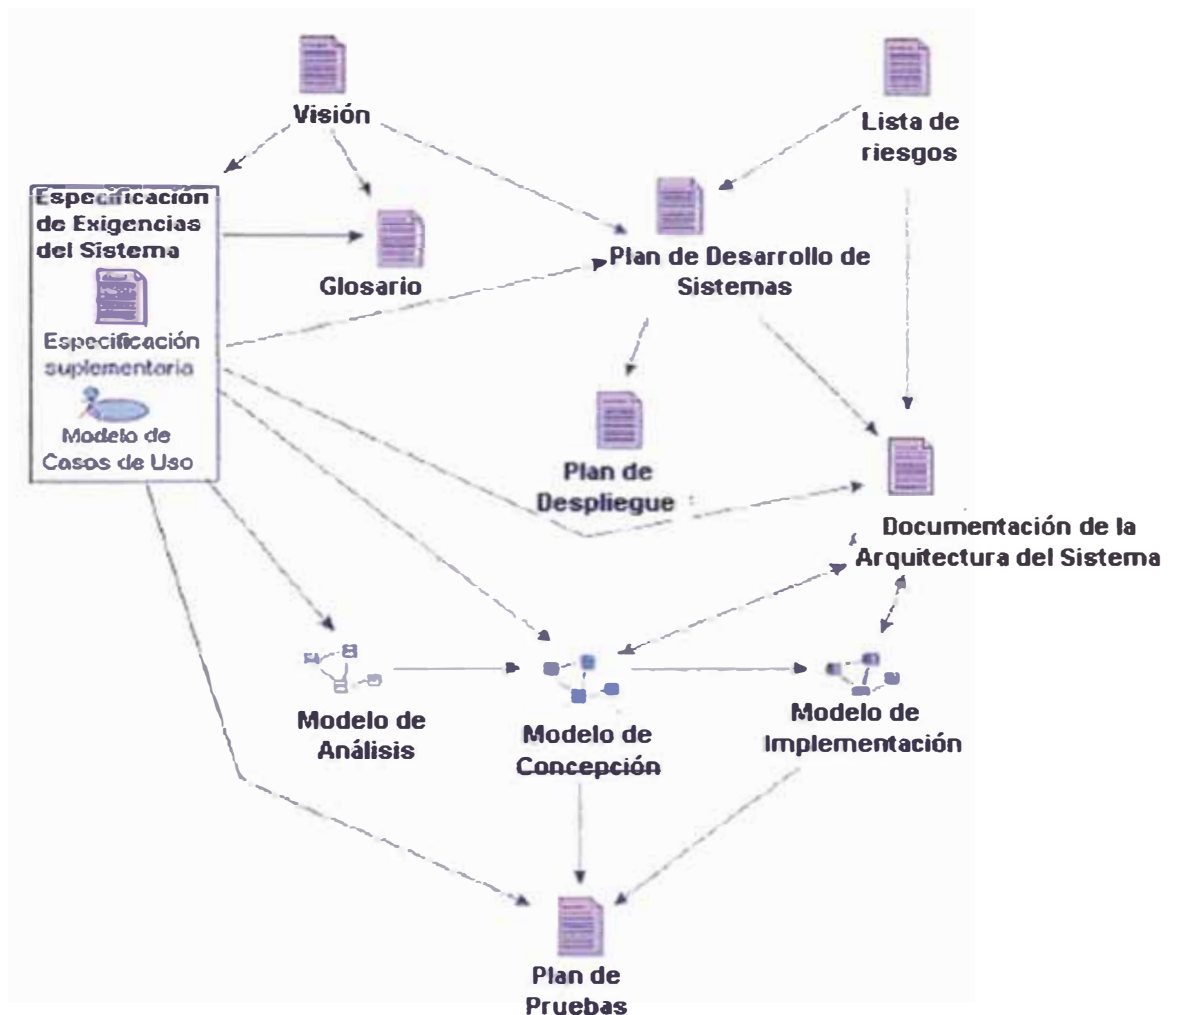 Visión
Lista de
riesgos
Especificación
de Exigencias
del Sistema
Especificación
suplementaria
Modelo de
Casos de Uso
Glosario
Plan de Desarrollo de
Sistemas
Plan de
Despliegue
Documentación de la
Arquitectura del Sistema
Modelo de
Análisis
Modelo de
Concepción
Modelo de
Implementación
Plan de
Pruebas